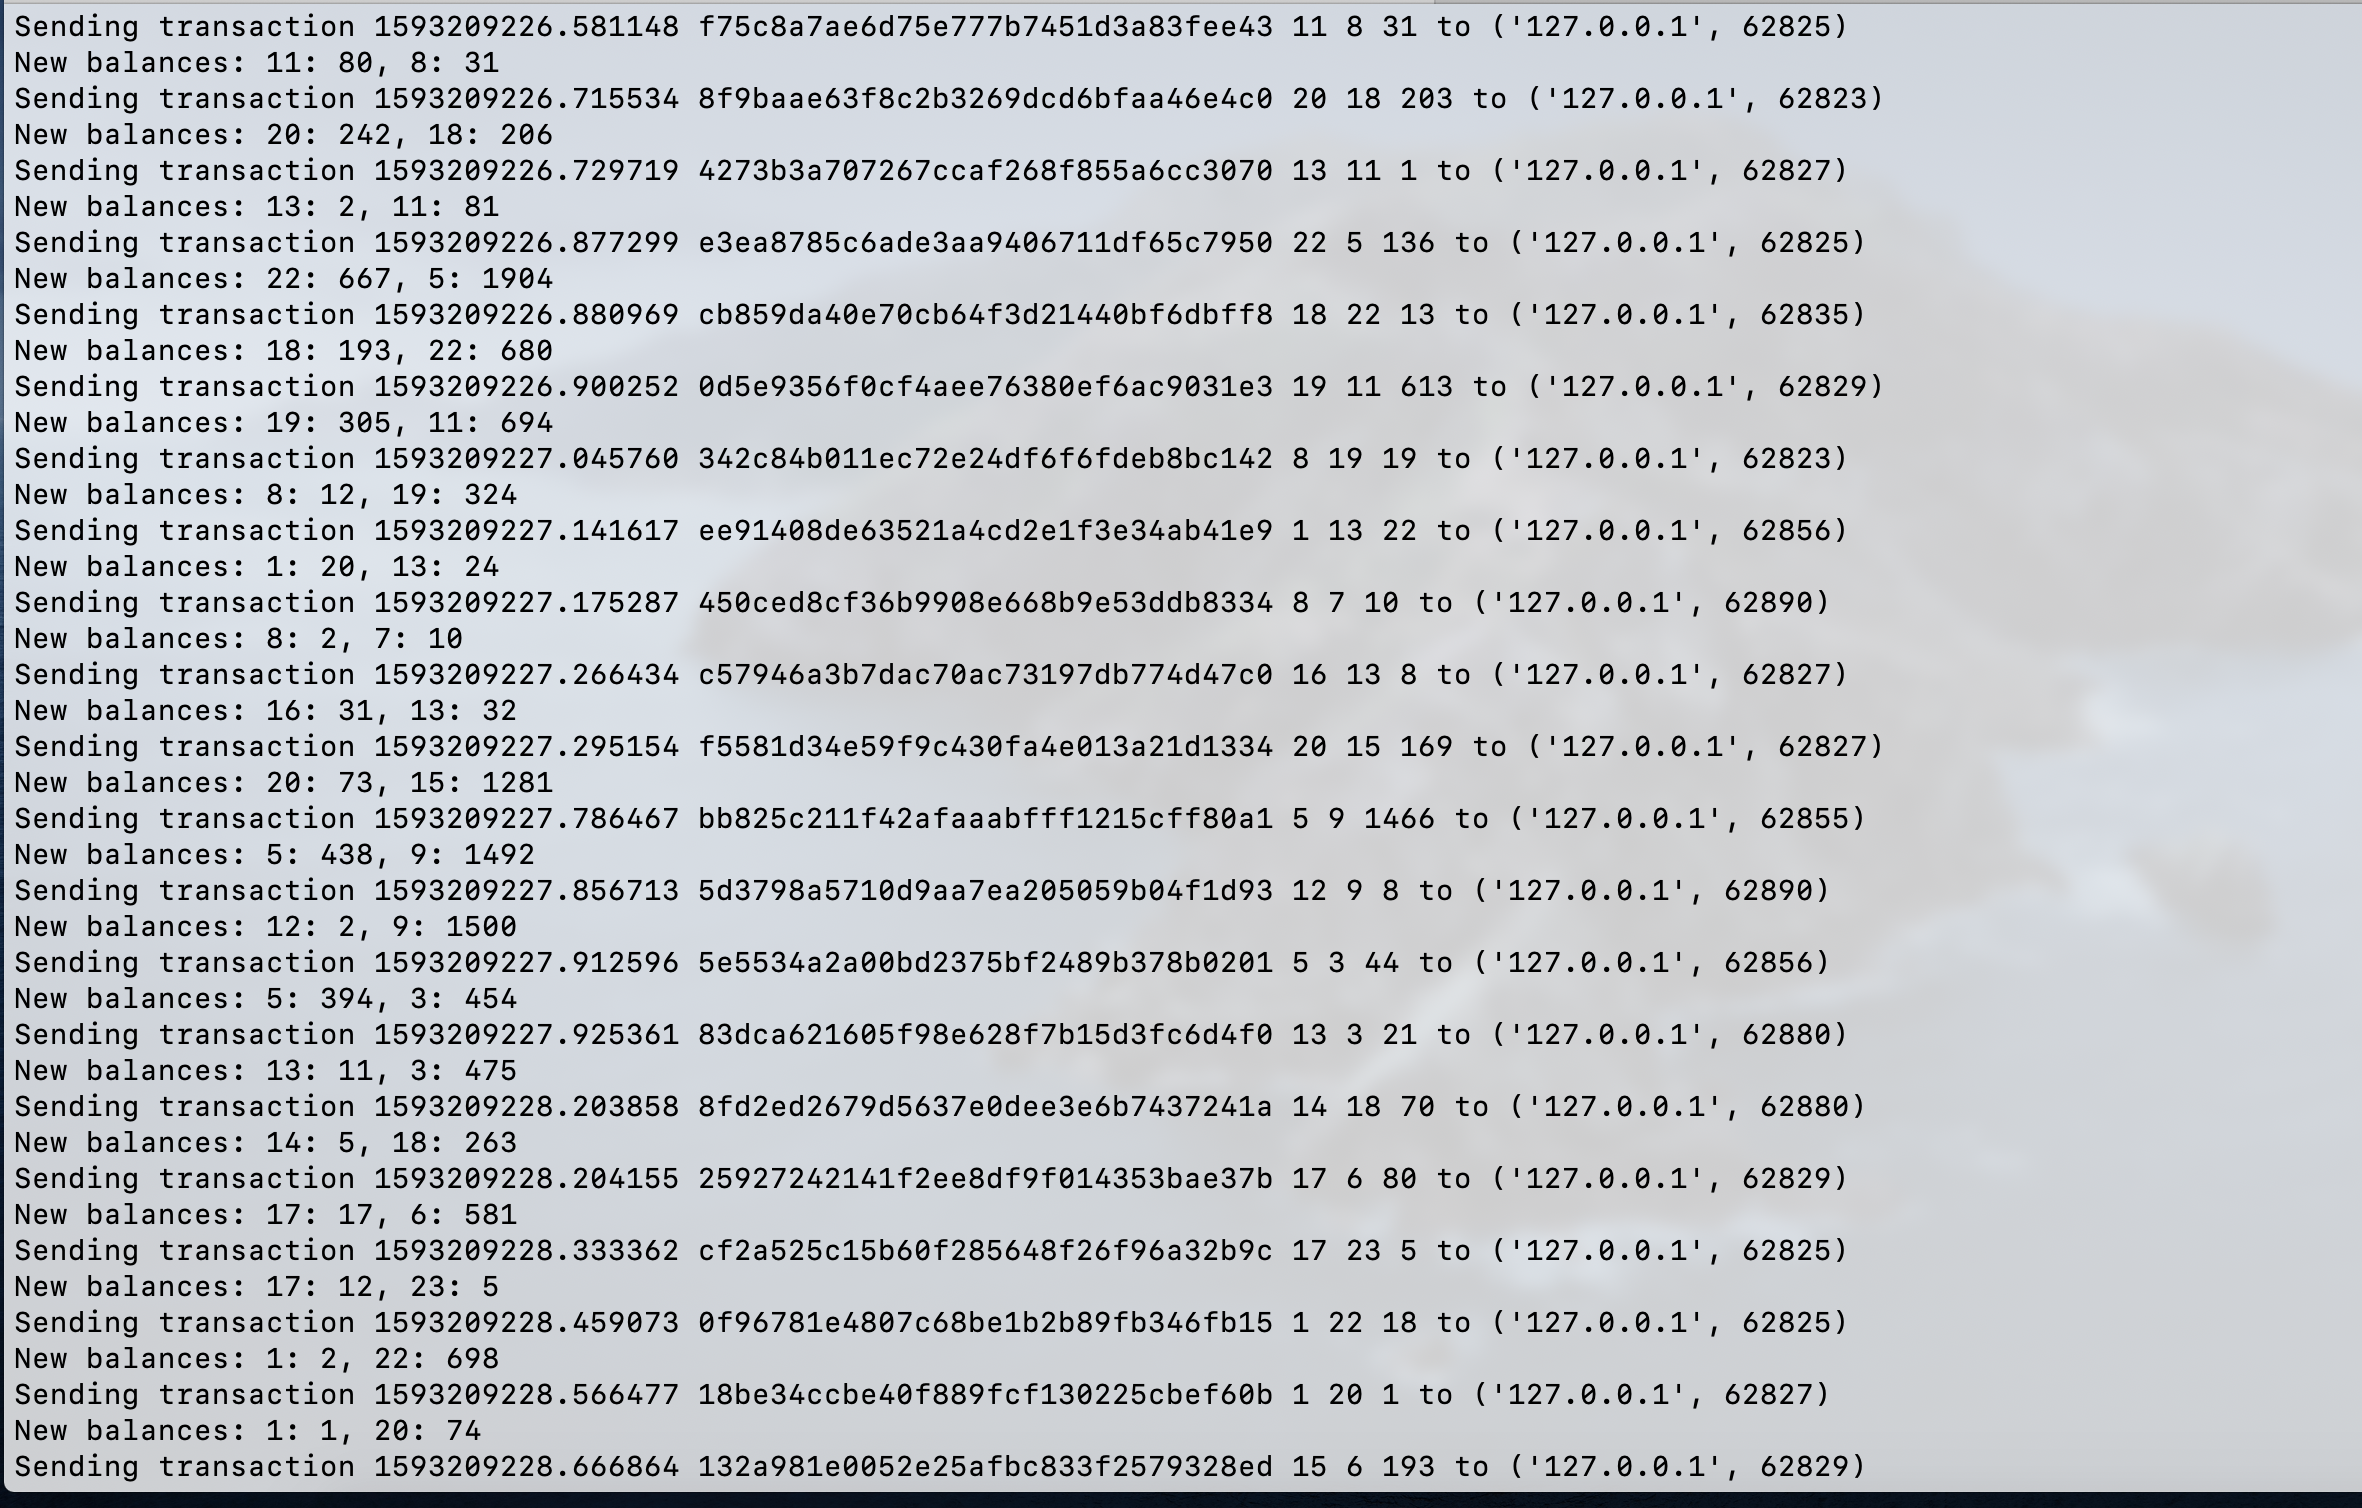 Sending transaction 1593209226.581148 f75c8a7ae6d75e777b7451d3a83fee43 11 8 31 to ('127.0.0.1', 62825)
New balances: 11: 80, 8: 31
Sending transaction 1593209226.715534 8f9baae63f8c2b3269dcd6bfaa46e4c0 20 18 203 to ('127.0.0.1', 62823)
New balances: 20: 242, 18: 206
Sending transaction 1593209226.729719 4273b3a707267ccaf268f855a6cc3070 13 11 1 to ('127.0.0.1', 62827)
New balances: 13: 2, 11: 81
Sending transaction 1593209226.877299 e3ea8785c6ade3aa9406711df65c7950 22 5 136 to ('127.0.0.1', 62825)
New balances: 22: 667, 5: 1904
Sending transaction 1593209226.880969 cb859da40e70cb64f3d21440bf6dbff8 18 22 13 to ('127.0.0.1', 62835)
New balances: 18: 193, 22: 680
Sending transaction 1593209226.900252 0d5e9356f0cf4aee76380ef6ac9031e3 19 11 613 to ('127.0.0.1', 62829)
New balances: 19: 305, 11: 694
Sending transaction 1593209227.045760 342c84b011ec72e24df6f6fdeb8bc142 8 19 19 to ('127.0.0.1', 62823)
New balances: 8: 12, 19: 324
Sending transaction 1593209227.141617 ee91408de63521a4cd2e1f3e34ab41e9 1 13 22 to ('127.0.0.1', 62856)
New balances: 1: 20, 13: 24
Sending transaction 1593209227.175287 450ced8cf36b9908e668b9e53ddb8334 8 7 10 to ('127.0.0.1', 62890)
New balances: 8: 2, 7: 10
Sending transaction 1593209227.266434 c57946a3b7dac70ac73197db774d47c0 16 13 8 to ('127.0.0.1', 62827)
New balances: 16: 31, 13: 32
Sending transaction 1593209227.295154 f5581d34e59f9c430fa4e013a21d1334 20 15 169 to ('127.0.0.1', 62827)
New balances: 20: 73, 15: 1281
Sending transaction 1593209227.786467 bb825c211f42afaaabfff1215cff80a1 5 9 1466 to ('127.0.0.1', 62855)
New balances: 5: 438, 9: 1492
Sending transaction 1593209227.856713 5d3798a5710d9aa7ea205059b04f1d93 12 9 8 to ('127.0.0.1', 62890)
New balances: 12: 2, 9: 1500
Sending transaction 1593209227.912596 5e5534a2a00bd2375bf2489b378b0201 5 3 44 to ('127.0.0.1', 62856)
New balances: 5: 394, 3: 454
Sending transaction 1593209227.925361 83dca621605f98e628f7b15d3fc6d4f0 13 3 21 to ('127.0.0.1', 62880)
New balances: 13: 11, 3: 475
Sending transaction 1593209228.203858 8fd2ed2679d5637e0dee3e6b7437241a 14 18 70 to ('127.0.0.1', 62880)
New balances: 14: 5, 18: 263
Sending transaction 1593209228.204155 25927242141f2ee8df9f014353bae37b 17 6 80 to ('127.0.0.1', 62829)
New balances: 17: 17, 6: 581
Sending transaction 1593209228.333362 cf2a525c15b60f285648f26f96a32b9c 17 23 5 to ('127.0.0.1', 62825)
New balances: 17: 12, 23: 5
Sending transaction 1593209228.459073 0f96781e4807c68be1b2b89fb346fb15 1 22 18 to ('127.0.0.1', 62825)
New balances: 1: 2, 22: 698
Sending transaction 1593209228.566477 18be34ccbe40f889fcf130225cbef60b 1 20 1 to ('127.0.0.1', 62827)
New balances: 1: 1, 20: 74
Sending transaction 1593209228.666864 132a981e0052e25afbc833f2579328ed 15 6 193 to ('127.0.0.1', 62829)